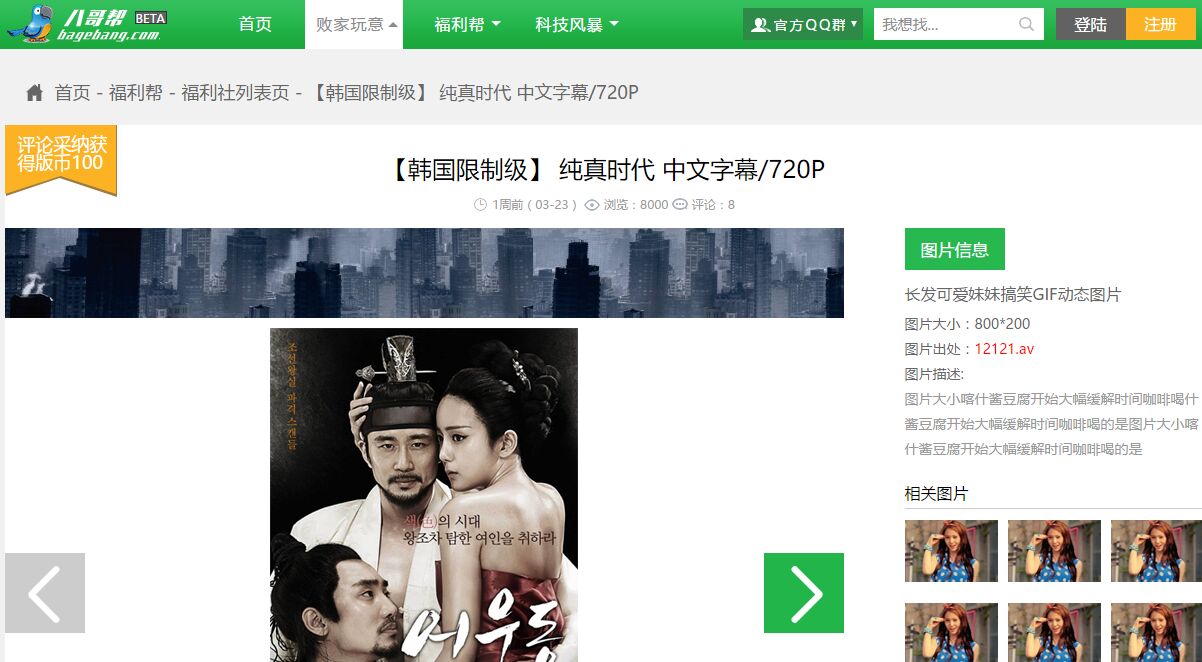 八哥帮 BETA
bagebang.com
首页
败家玩意
福利帮
科技风暴
官方QQ群
我想找...
登陆
注册
首页 - 福利帮 - 福利社列表页 - 【韩国限制级】 纯真时代 中文字幕/720P
评论采纳获
得版币100
【韩国限制级】 纯真时代 中文字幕/720P
1周前 ( 03-23 ) 浏览：8000 评论：8
조선왕실 파격 스캔들
색(色)의 시대
왕조차 탐한 여인을 취하라
어우동
图片信息
长发可爱妹妹搞笑GIF动态图片
图片大小：800*200
图片出处：12121.av
图片描述:
图片大小喀什酱豆腐开始大幅缓解时间咖啡喝什
酱豆腐开始大幅缓解时间咖啡喝的是图片大小喀
什酱豆腐开始大幅缓解时间咖啡喝的是
相关图片